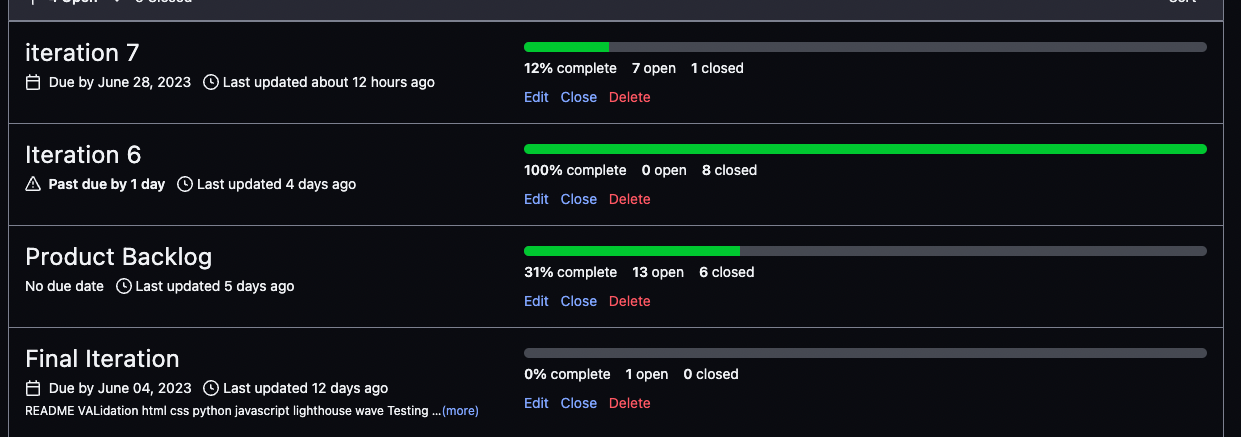 iteration 7
Due by June 28, 2023 Last updated about 12 hours ago
12% complete 7 open 1 closed
Edit Close Delete
Iteration 6
Past due by 1 day Last updated 4 days ago
100% complete 0 open 8 closed
Edit Close Delete
Product Backlog
No due date Last updated 5 days ago
31% complete 13 open 6 closed
Edit Close Delete
Final Iteration
Due by June 04, 2023 Last updated 12 days ago
README VALidation html css python javascript lighthouse wave Testing ...(more)
0% complete 1 open 0 closed
Edit Close Delete